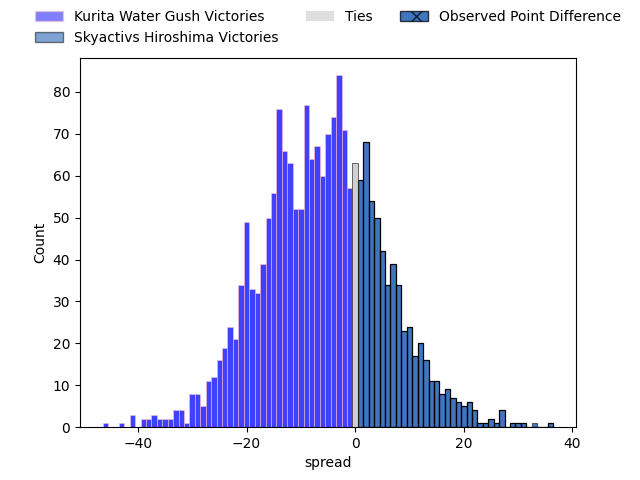 Kurita Water Gush Victories
Ties
Observed Point Difference
Skyactivs Hiroshima Victories
80
70
60
50
40
30
20
10
0
Count
−40
−20
0
20
40
spread